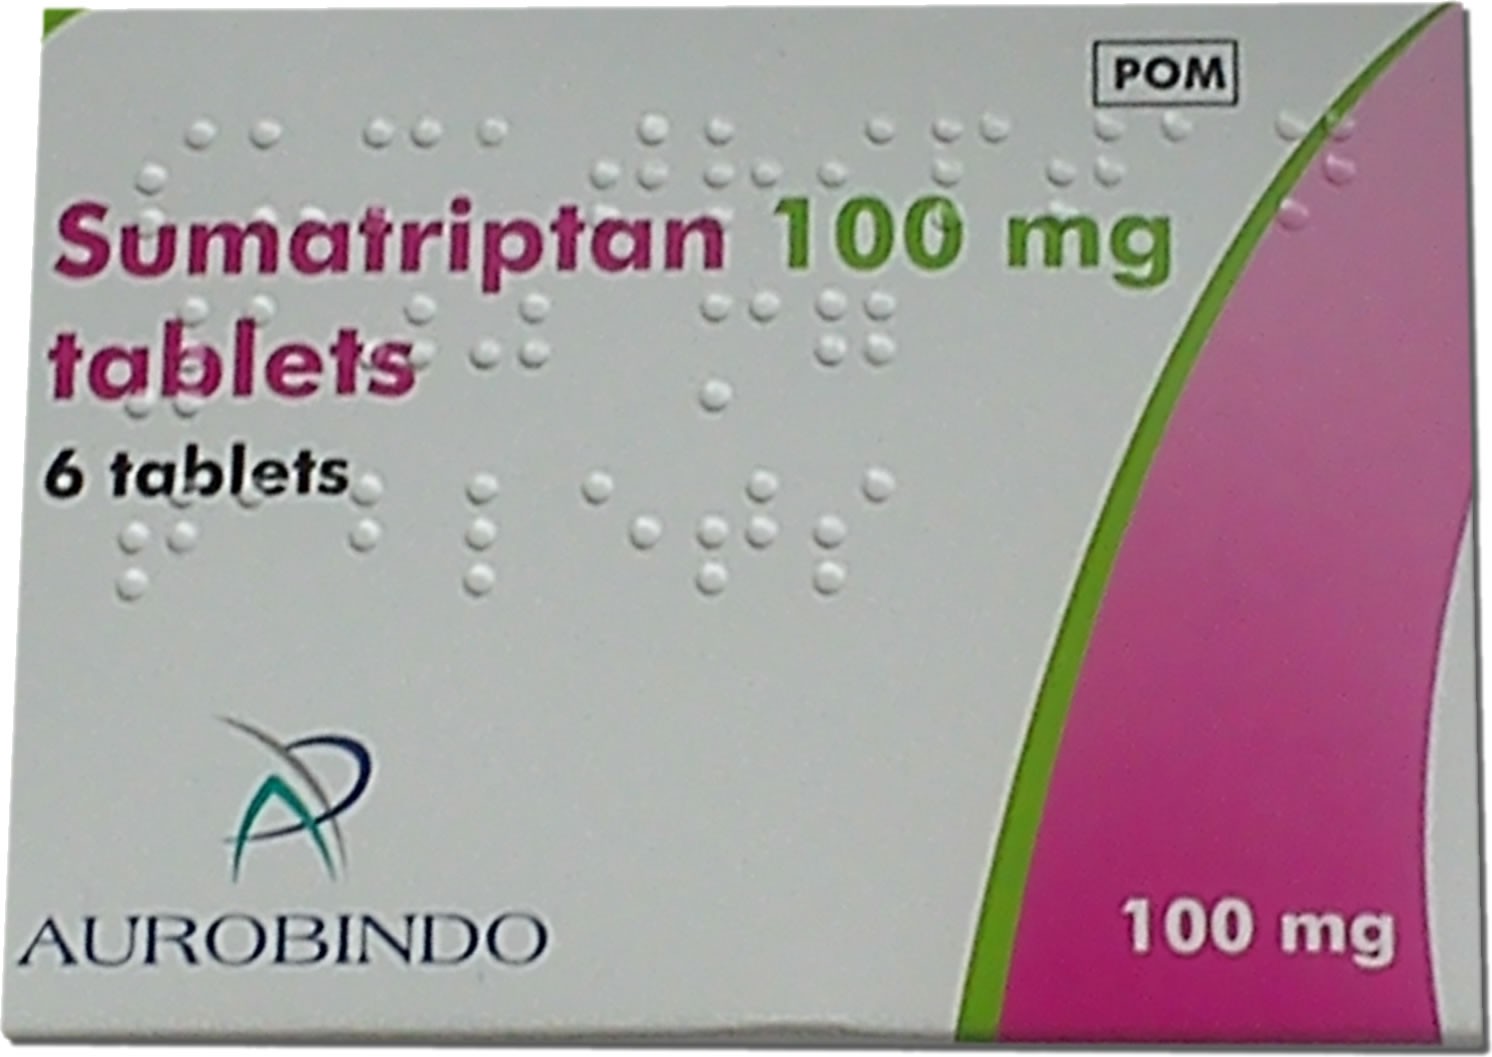 POM
Sumatriptan 100 mg
tablets
6 tablets
AUROBINDO
100 mg